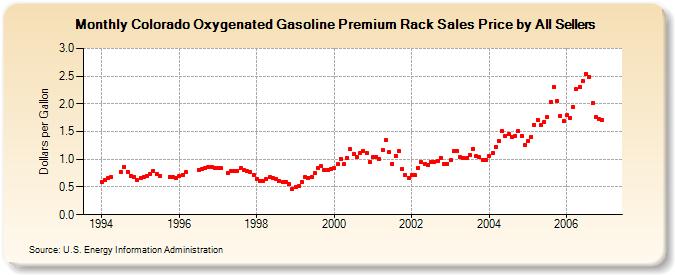 Monthly Colorado Oxygenated Gasoline Premium Rack Sales Price by All Sellers
Dollars per Gallon
3.0
2.5
2.0
1.5
1.0
0.5
0.0
1994 1996 1998 2000 2002 2004 2006
Source: U.S. Energy Information Administration